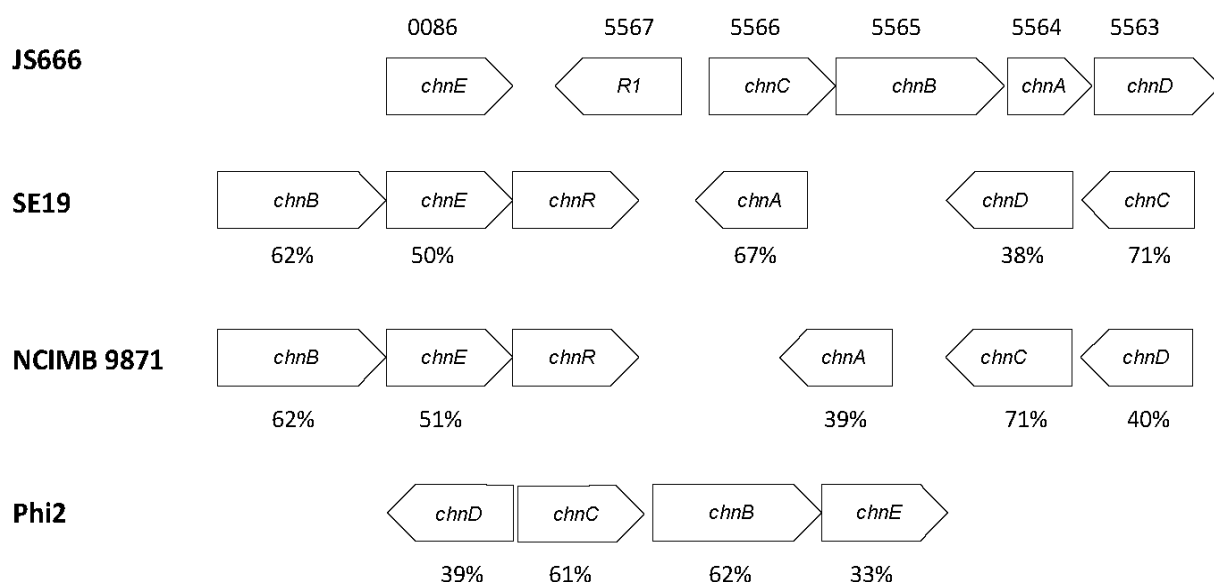 0086 5567 5566 5565 5564 5563
JS666
chnE R1 chnC chnB chnA chnD
SE19
chnB chnE chnR chnA chnD chnC
62% 50% 67% 38% 71%
NCIMB 9871
chnB chnE chnR chnA chnC chnD
62% 51% 39% 71% 40%
Phi2
chnD chnC chnB chnE
39% 61% 62% 33%